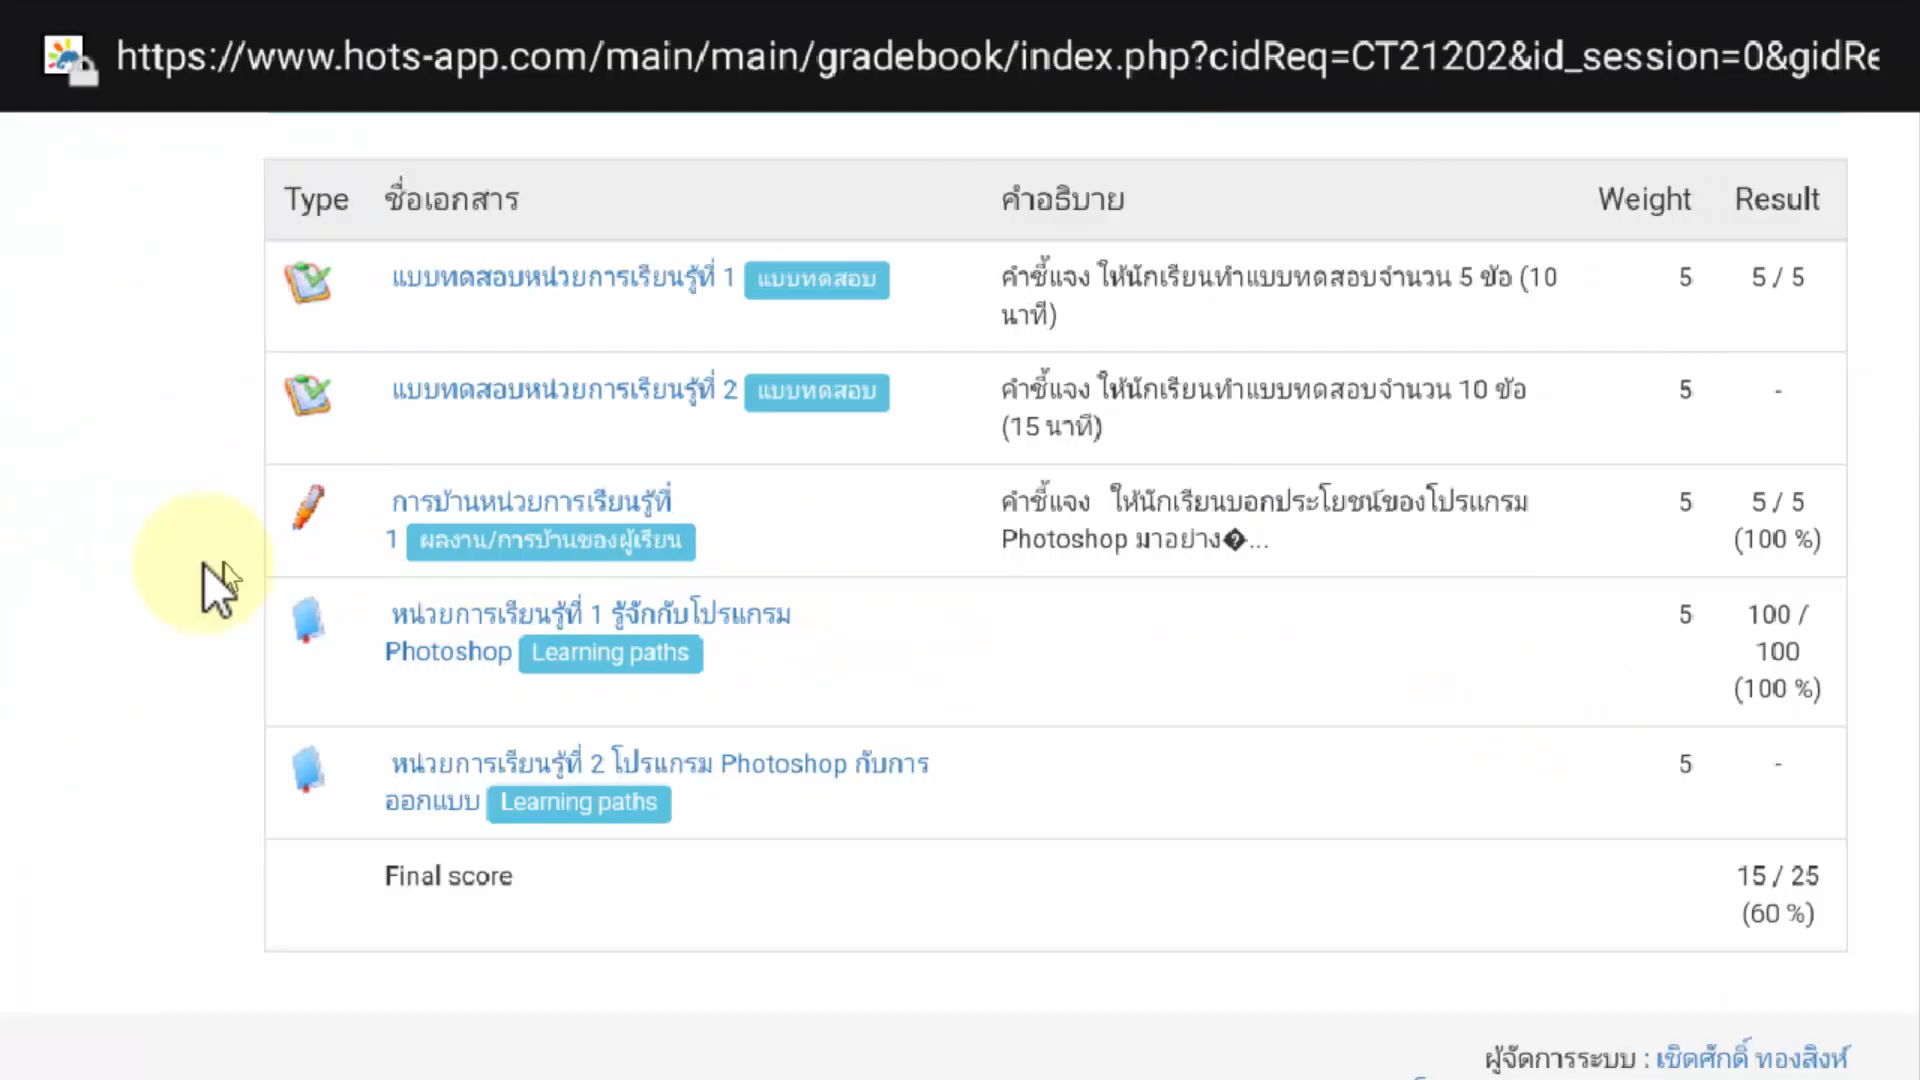 https://www.hots-app.com/main/main/gradebook/index.php?cidReq=CT21202&id_session=0&gidRe
Type ชื่อเอกสาร คำอธิบาย Weight Result
แบบทดสอบหน่วยการเรียนรู้ที่ 1 แบบทดสอบ คำชี้แจง ให้นักเรียนทำแบบทดสอบจำนวน 5 ข้อ (10 5 5 / 5
นาที)
แบบทดสอบหน่วยการเรียนรู้ที่ 2 แบบทดสอบ คำชี้แจง ให้นักเรียนทำแบบทดสอบจำนวน 10 ข้อ 5 -
(15 นาที)
การบ้านหน่วยการเรียนรู้ที่ คำชี้แจง ให้นักเรียนบอกประโยชน์ของโปรแกรม 5 5 / 5
1 ผลงาน/การบ้านของผู้เรียน Photoshop มาอย่าง�... (100 %)
หน่วยการเรียนรู้ที่ 1 รู้จักกับโปรแกรม 5 100 /
Photoshop Learning paths 100
(100 %)
หน่วยการเรียนรู้ที่ 2 โปรแกรม Photoshop กับการ 5 -
ออกแบบ Learning paths
Final score 15 / 25
(60 %)
ผู้จัดการระบบ : เชิดศักดิ์ ทองสิงห์